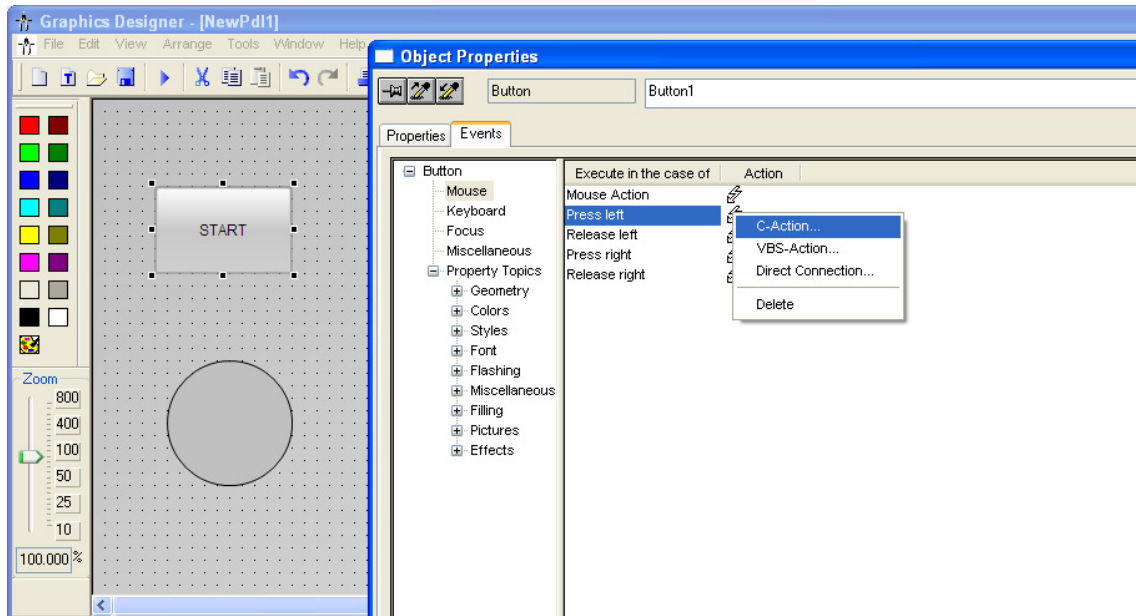 Graphics Designer - [NewPdl1]
File Edit View Arrange Tools Window Help
Object Properties
Button
Button1
Properties
Events
Button
Mouse
Keyboard
Focus
Miscellaneous
Property Topics
Geometry
Colors
Styles
Font
Flashing
Miscellaneous
Filling
Pictures
Effects
Execute in the case of
Action
Mouse Action
Press left
Release left
Press right
Release right
C-Action...
VBS-Action...
Direct Connection...
Delete
START
Zoom
800
400
100
50
25
10
100.000 %